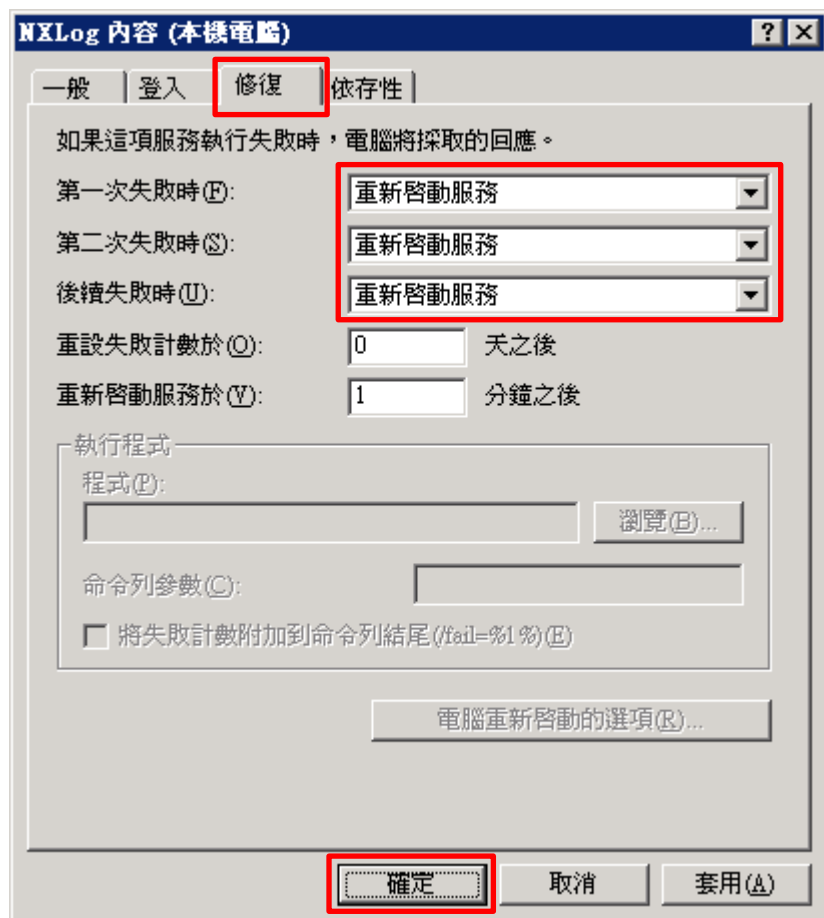 NXLog 內容 (本機電腦)
一般 登入 修復 依存性
如果這項服務執行失敗時，電腦將採取的回應。
第一次失敗時(F): 重新啓動服務
第二次失敗時(S): 重新啓動服務
後續失敗時(U): 重新啓動服務
重設失敗計數於(O): 0 天之後
重新啓動服務於(V): 1 分鐘之後
執行程式
程式(P):
瀏覽(B)...
命令列參數(C):
將失敗計數附加到命令列結尾(/fail=%1%)(E)
電腦重新啓動的選項(R)...
確定 取消 套用(A)